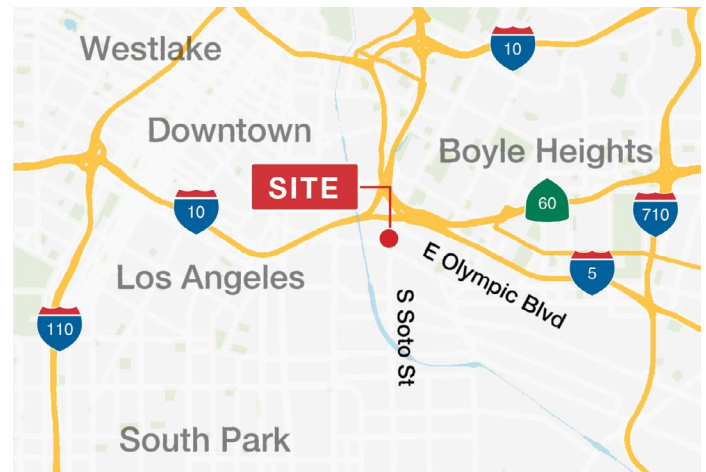 Westlake
10
Downtown
Boyle Heights
SITE
60
10
710
E Olympic Blvd
5
Los Angeles
S Soto St
110
South Park